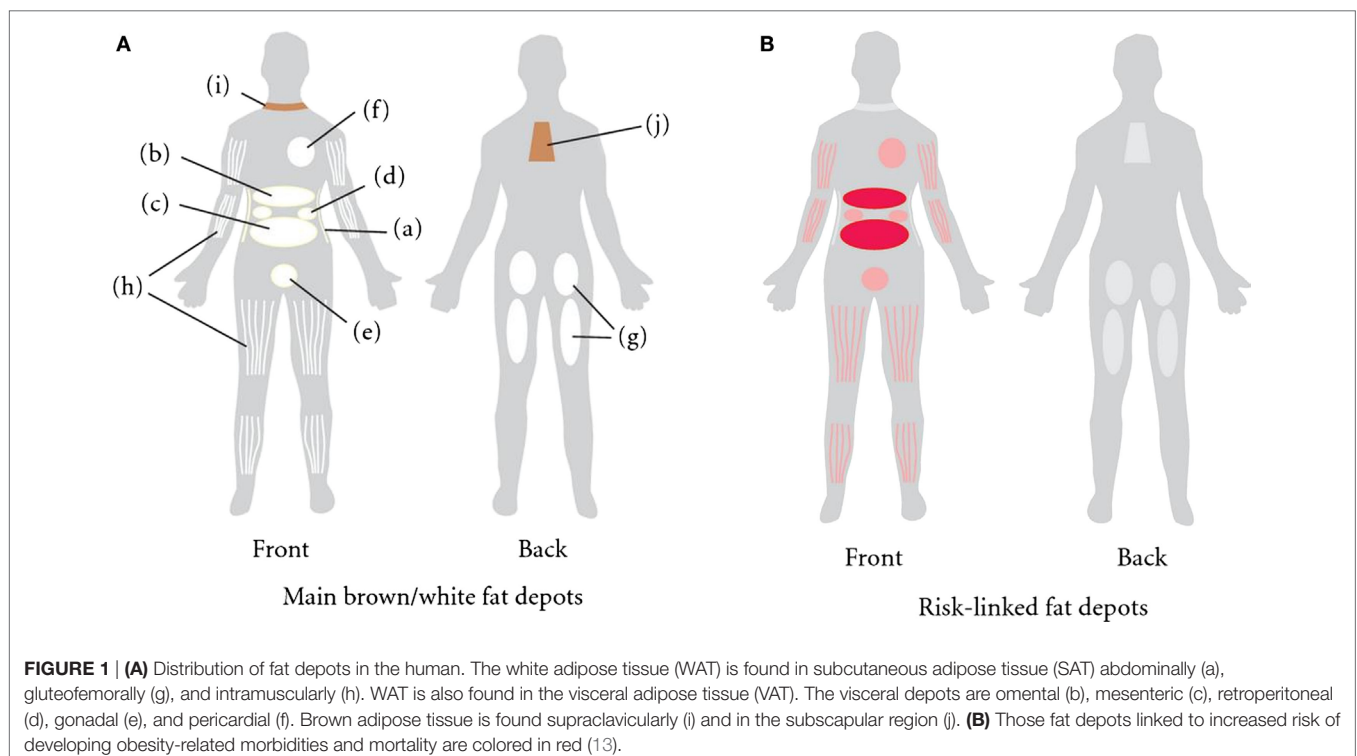 A
B
(i)
(f)
(j)
(b)
(d)
(c)
(a)
(h)
(e)
(g)
Front
Back
Main brown/white fat depots
Front
Back
Risk-linked fat depots
FIGURE 1 | (A) Distribution of fat depots in the human. The white adipose tissue (WAT) is found in subcutaneous adipose tissue (SAT) abdominally (a),
gluteofemorally (g), and intramuscularly (h). WAT is also found in the visceral adipose tissue (VAT). The visceral depots are omental (b), mesenteric (c), retroperitoneal
(d), gonadal (e), and pericardial (f). Brown adipose tissue is found supraclavicularly (i) and in the subscapular region (j). (B) Those fat depots linked to increased risk of
developing obesity-related morbidities and mortality are colored in red (13).